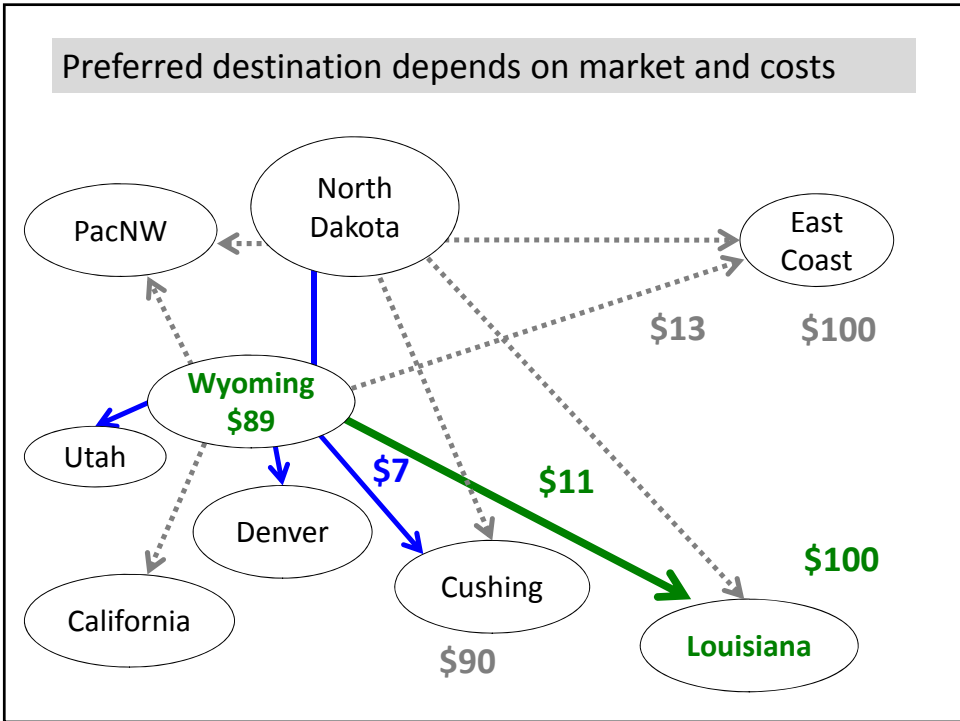 Preferred destination depends on market and costs
North
Dakota
PacNW
East
Coast
$13
$100
Wyoming
$89
Utah
$7
$11
Denver
$100
Cushing
California
Louisiana
$90